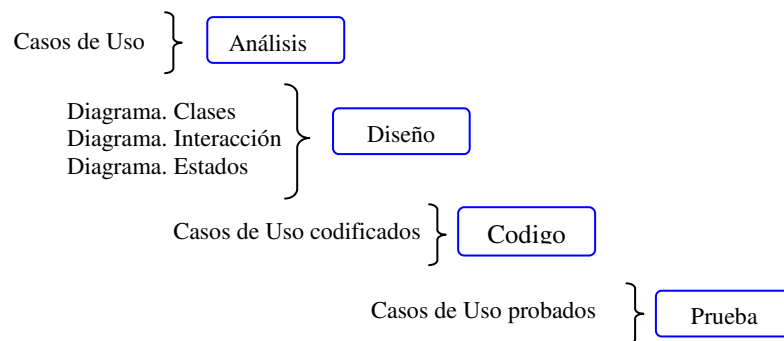 Casos de Uso
Análisis
Diagrama. Clases
Diagrama. Interacción
Diagrama. Estados
Diseño
Casos de Uso codificados
Codigo
Casos de Uso probados
Prueba